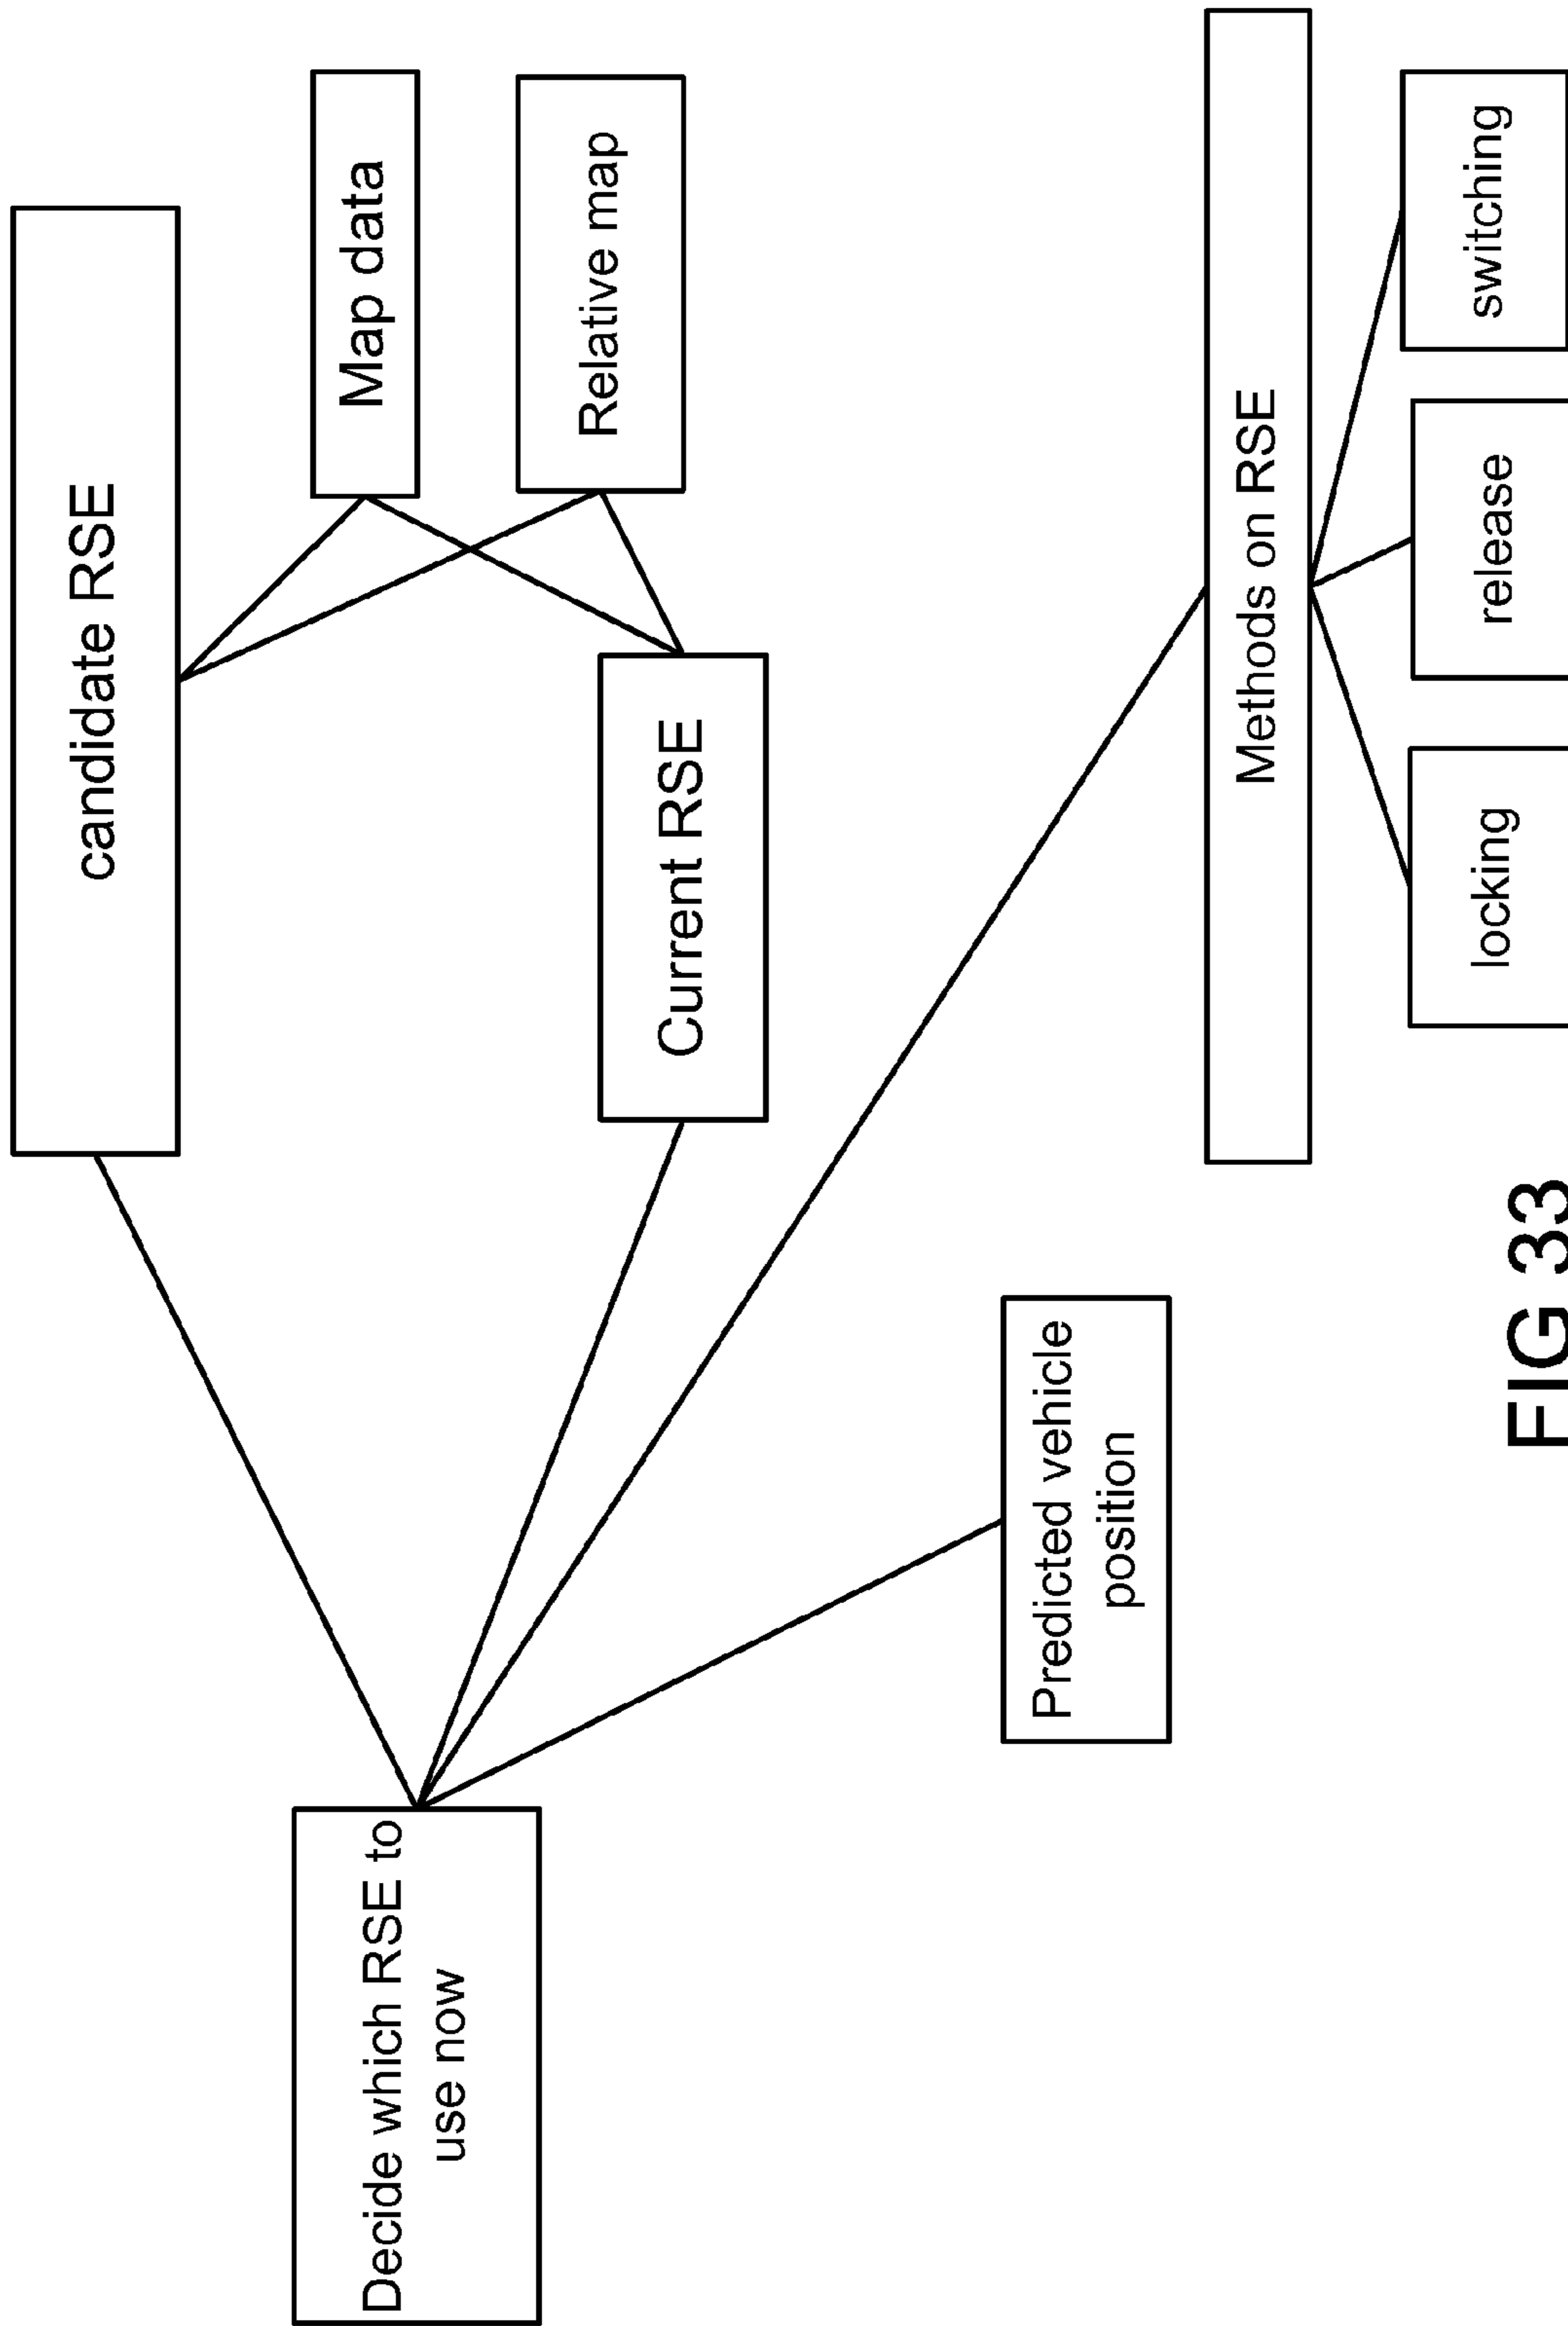 candidate RSE
Map data
Relative map
Current RSE
Decide which RSE to
use now
Predicted vehicle
position
Methods on RSE
locking
release
switching
FIG 33